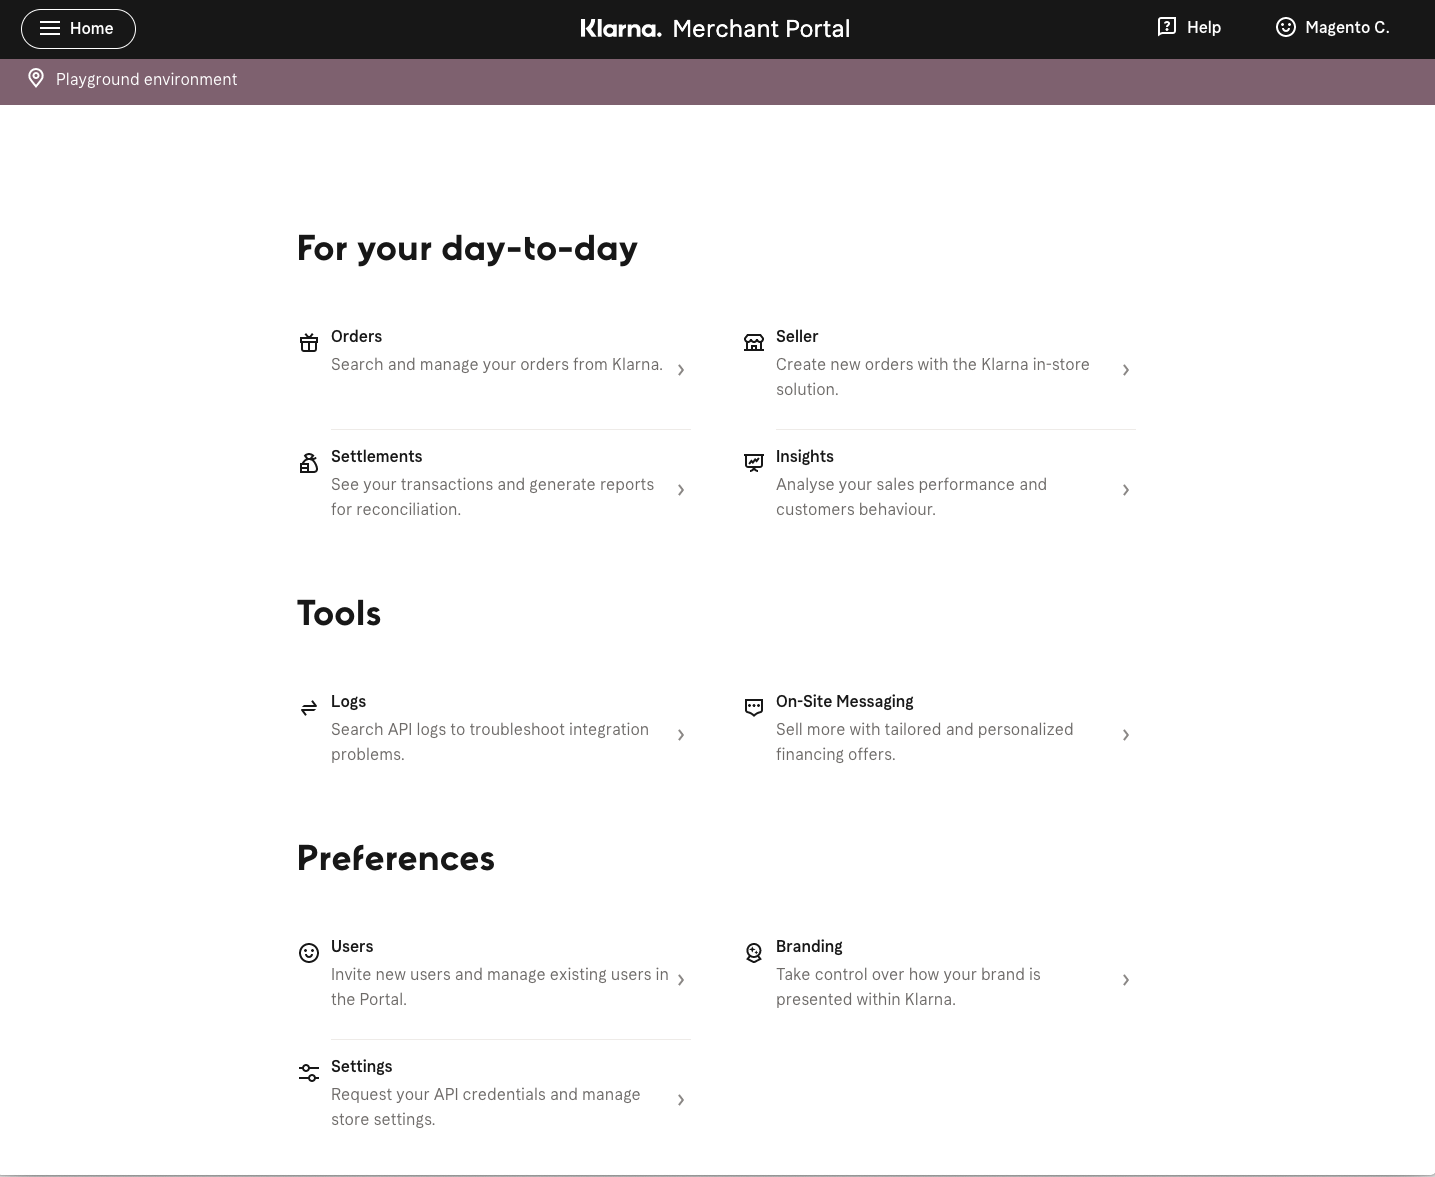 Home
Klarna. Merchant Portal
Help
Magento C.
Playground environment
For your day-to-day
Orders
Search and manage your orders from Klarna.
Seller
Create new orders with the Klarna in-store
solution.
Settlements
See your transactions and generate reports
for reconciliation.
Insights
Analyse your sales performance and
customers behaviour.
Tools
Logs
Search API logs to troubleshoot integration
problems.
On-Site Messaging
Sell more with tailored and personalized
financing offers.
Preferences
Users
Invite new users and manage existing users in
the Portal.
Branding
Take control over how your brand is
presented within Klarna.
Settings
Request your API credentials and manage
store settings.